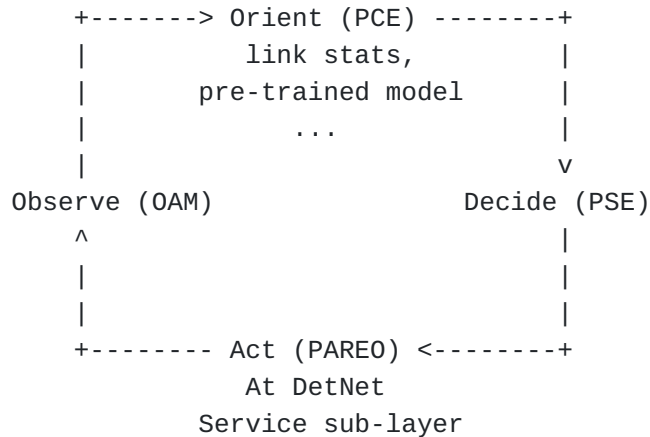 +-------> Orient (PCE) --------+
|          link stats,         |
|       pre-trained model      |
|             ...              |
|                              v
Observe (OAM)               Decide (PSE)
^                              |
|                              |
|                              |
+-------- Act (PAREO) <--------+
At DetNet
Service sub-layer